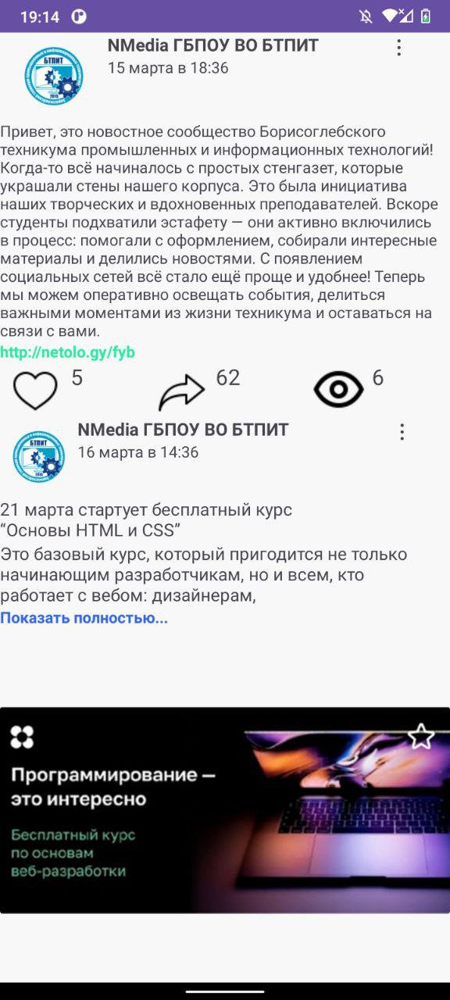 19:14
NMedia ГБПОУ ВО БТПИТ
15 марта в 18:36
БТПИТ
Привет, это новостное сообщество Борисоглебского
техникума промышленных и информационных технологий!
Когда-то всё начиналось с простых стенгазет, которые
украшали стены нашего корпуса. Это была инициатива
наших творческих и вдохновенных преподавателей. Вскоре
студенты подхватили эстафету — они активно включились
в процесс: помогали с оформлением, собирали интересные
материалы и делились новостями. С появлением
социальных сетей всё стало ещё проще и удобнее! Теперь
мы можем оперативно освещать события, делиться
важными моментами из жизни техникума и оставаться на
связи с вами.
http://netolo.gy/fyb
5 62 6
NMedia ГБПОУ ВО БТПИТ
16 марта в 14:36
БТПИТ
21 марта стартует бесплатный курс
“Основы HTML и CSS”
Это базовый курс, который пригодится не только
начинающим разработчикам, но и всем, кто
работает с вебом: дизайнерам,
Показать полностью...
Программирование —
это интересно
Бесплатный курс
по основам
веб-разработки